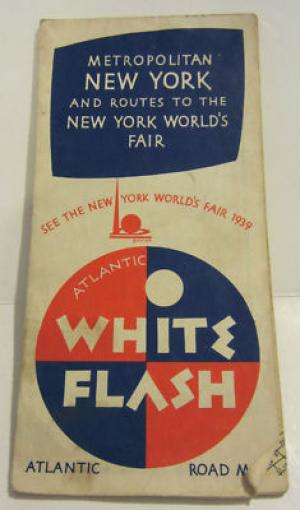 METROPOLITAN
NEW YORK
AND ROUTES TO THE
NEW YORK WORLD'S
FAIR
SEE THE NEW YORK WORLD'S FAIR 1939
ATLANTIC
WHITE
FLASH
ATLANTIC ROAD M